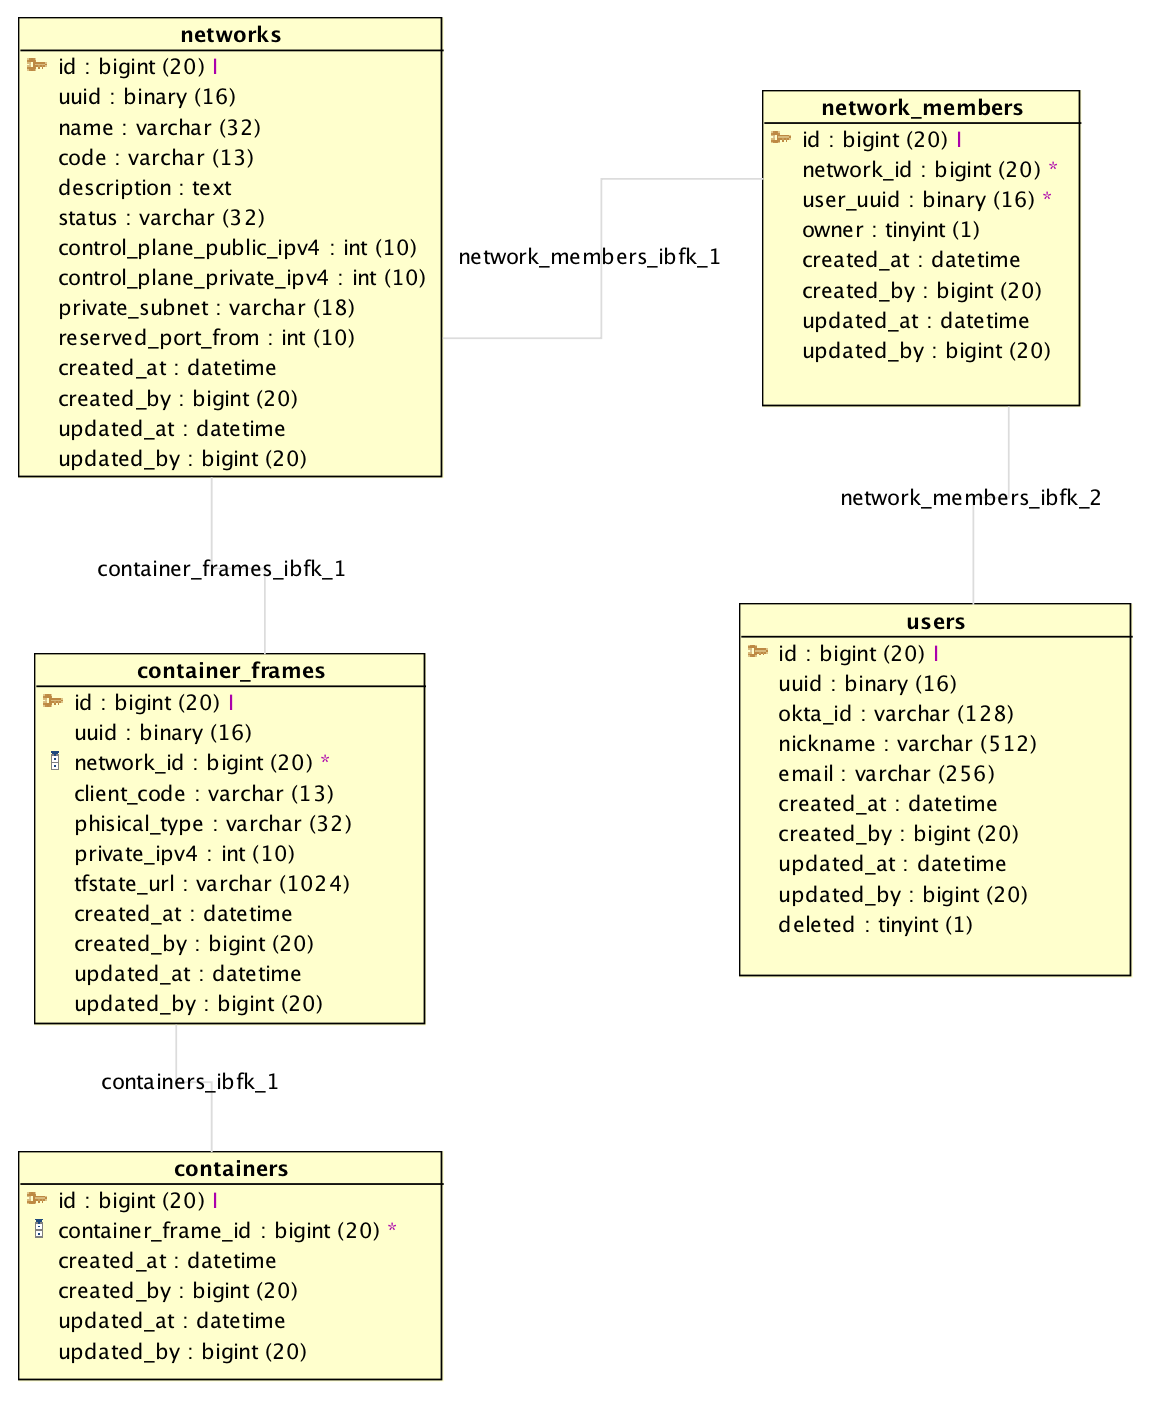 networks
id : bigint (20) I
uuid : binary (16)
name : varchar (32)
code : varchar (13)
description : text
status : varchar (32)
control_plane_public_ipv4 : int (10)
control_plane_private_ipv4 : int (10)
private_subnet : varchar (18)
reserved_port_from : int (10)
created_at : datetime
created_by : bigint (20)
updated_at : datetime
updated_by : bigint (20)
network_members
id : bigint (20) I
network_id : bigint (20) *
user_uuid : binary (16) *
owner : tinyint (1)
created_at : datetime
created_by : bigint (20)
updated_at : datetime
updated_by : bigint (20)
network_members_ibfk_1
network_members_ibfk_2
container_frames_ibfk_1
users
id : bigint (20) I
uuid : binary (16)
okta_id : varchar (128)
nickname : varchar (512)
email : varchar (256)
created_at : datetime
created_by : bigint (20)
updated_at : datetime
updated_by : bigint (20)
deleted : tinyint (1)
container_frames
id : bigint (20) I
uuid : binary (16)
network_id : bigint (20) *
client_code : varchar (13)
phisical_type : varchar (32)
private_ipv4 : int (10)
tfstate_url : varchar (1024)
created_at : datetime
created_by : bigint (20)
updated_at : datetime
updated_by : bigint (20)
containers_ibfk_1
containers
id : bigint (20) I
container_frame_id : bigint (20) *
created_at : datetime
created_by : bigint (20)
updated_at : datetime
updated_by : bigint (20)